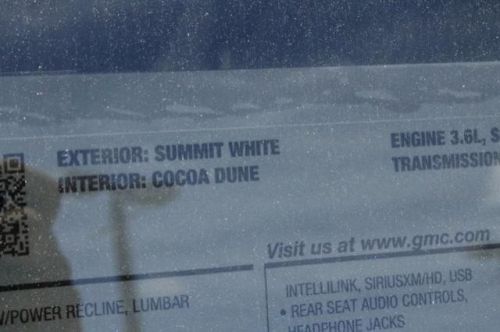 EXTERIOR: SUMMIT WHITE
INTERIOR: COCOA DUNE
ENGINE 3.6L, S
TRANSMISSION
Visit us at www.gmc.com
W/POWER RECLINE, LUMBAR
INTELLILINK, SIRIUSXM/HD, USB
• REAR SEAT AUDIO CONTROLS,
HEADPHONE JACKS